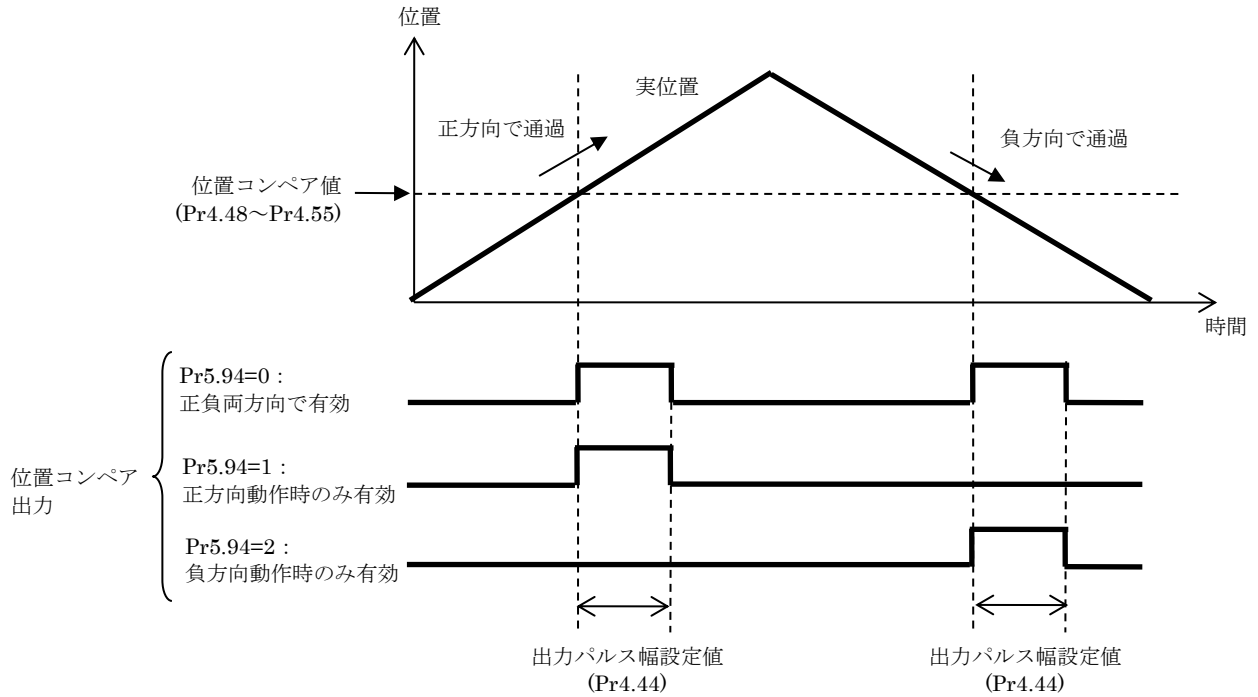 位置
実位置
正方向で通過
負方向で通過
位置コンペア値
(Pr4.48～Pr4.55)
時間
Pr5.94=0：
正負両方向で有効
Pr5.94=1：
正方向動作時のみ有効
位置コンペア
出力
Pr5.94=2：
負方向動作時のみ有効
出力パルス幅設定値
(Pr4.44)
出力パルス幅設定値
(Pr4.44)